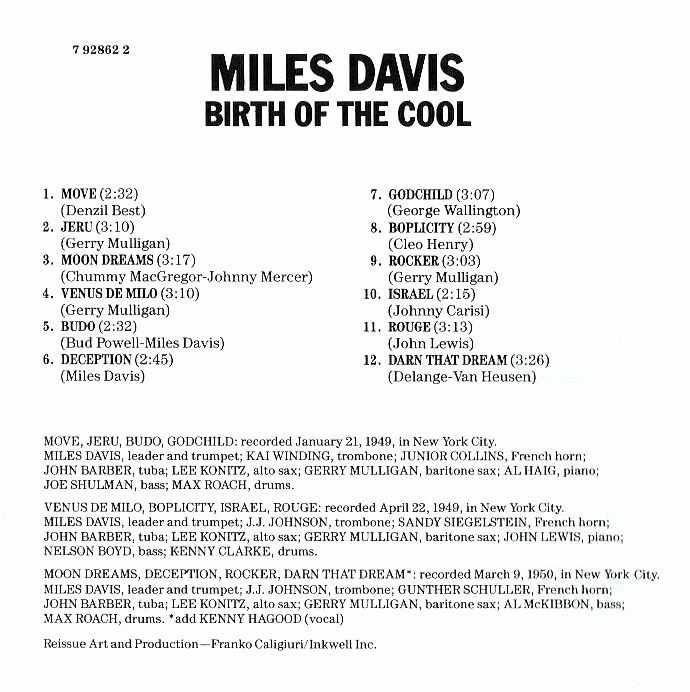 7 92862 2
MILES DAVIS
BIRTH OF THE COOL
1. MOVE (2:32)
(Denzil Best)
2. JERU (3:10)
(Gerry Mulligan)
3. MOON DREAMS (3:17)
(Chummy MacGregor-Johnny Mercer)
4. VENUS DE MILO (3:10)
(Gerry Mulligan)
5. BUDO (2:32)
(Bud Powell-Miles Davis)
6. DECEPTION (2:45)
(Miles Davis)
7. GODCHILD (3:07)
(George Wallington)
8. BOPLICITY (2:59)
(Cleo Henry)
9. ROCKER (3:03)
(Gerry Mulligan)
10. ISRAEL (2:15)
(Johnny Carisi)
11. ROUGE (3:13)
(John Lewis)
12. DARN THAT DREAM (3:26)
(Delange-Van Heusen)
MOVE, JERU, BUDO, GODCHILD: recorded January 21, 1949, in New York City.
MILES DAVIS, leader and trumpet; KAI WINDING, trombone; JUNIOR COLLINS, French horn;
JOHN BARBER, tuba; LEE KONITZ, alto sax; GERRY MULLIGAN, baritone sax; AL HAIG, piano;
JOE SHULMAN, bass; MAX ROACH, drums.
VENUS DE MILO, BOPLICITY, ISRAEL, ROUGE: recorded April 22, 1949, in New York City.
MILES DAVIS, leader and trumpet; J.J. JOHNSON, trombone; SANDY SIEGELSTEIN, French horn;
JOHN BARBER, tuba; LEE KONITZ, alto sax; GERRY MULLIGAN, baritone sax; JOHN LEWIS, piano;
NELSON BOYD, bass; KENNY CLARKE, drums.
MOON DREAMS, DECEPTION, ROCKER, DARN THAT DREAM*: recorded March 9, 1950, in New York City.
MILES DAVIS, leader and trumpet; J.J. JOHNSON, trombone; GUNTHER SCHULLER, French horn;
JOHN BARBER, tuba; LEE KONITZ, alto sax; GERRY MULLIGAN, baritone sax; AL McKIBBON, bass;
MAX ROACH, drums. *add KENNY HAGOOD (vocal)
Reissue Art and Production—Franko Caligiuri/Inkwell Inc.